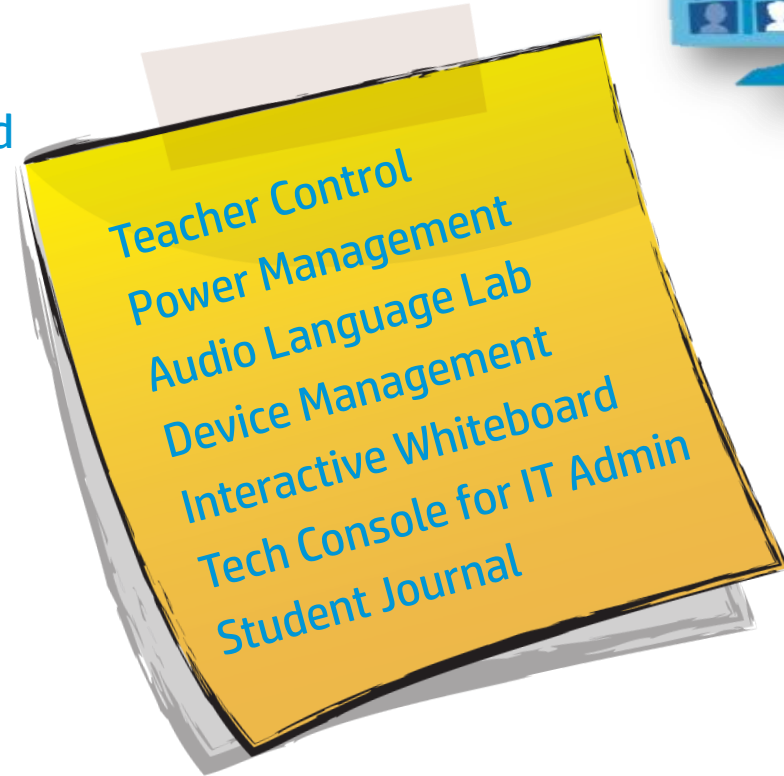 d
Teacher Control
Power Management
Audio Language Lab
Device Management
Interactive Whiteboard
Tech Console for IT Admin
Student Journal